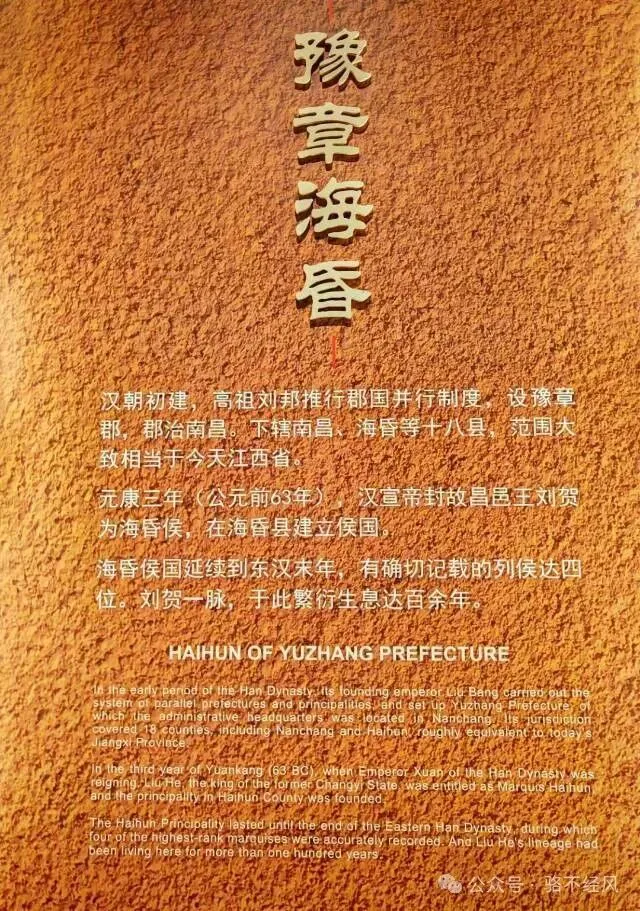 豫章海昏
汉朝初建，高祖刘邦推行郡国并行制度。设豫章
郡，郡治南昌。下辖南昌、海昏等十八县，范围大
致相当于今天江西省。
元康三年（公元前63年），汉宣帝封故昌邑王刘贺
为海昏侯，在海昏县建立侯国。
海昏侯国延续到东汉末年，有确切记载的列侯达四
位。刘贺一脉，于此繁衍生息达百余年。
HAIHUN OF YUZHANG PREFECTURE
In the early period of the Han Dynasty, its founding emperor Liu Bang carried out the
system of parallel prefectures and principalities, and set up Yuzhang Prefecture, of
which the administrative headquarters was located in Nanchang. Its jurisdiction
covered 18 counties, including Nanchang and Haihun, roughly equivalent to today's
Jiangxi Province.
In the third year of Yuankang (63 BC), when Emperor Xuan of the Han Dynasty was
reigning, Liu He, the king of the former Changyi State, was entitled as Marquis Haihun,
and the principality in Haihun County was founded.
The Haihun Principality lasted until the end of the Eastern Han Dynasty, during which
four of the highest-rank marquises were accurately recorded. And Liu He's lineage had
been living here for more than one hundred years.
公众号·骆不经风